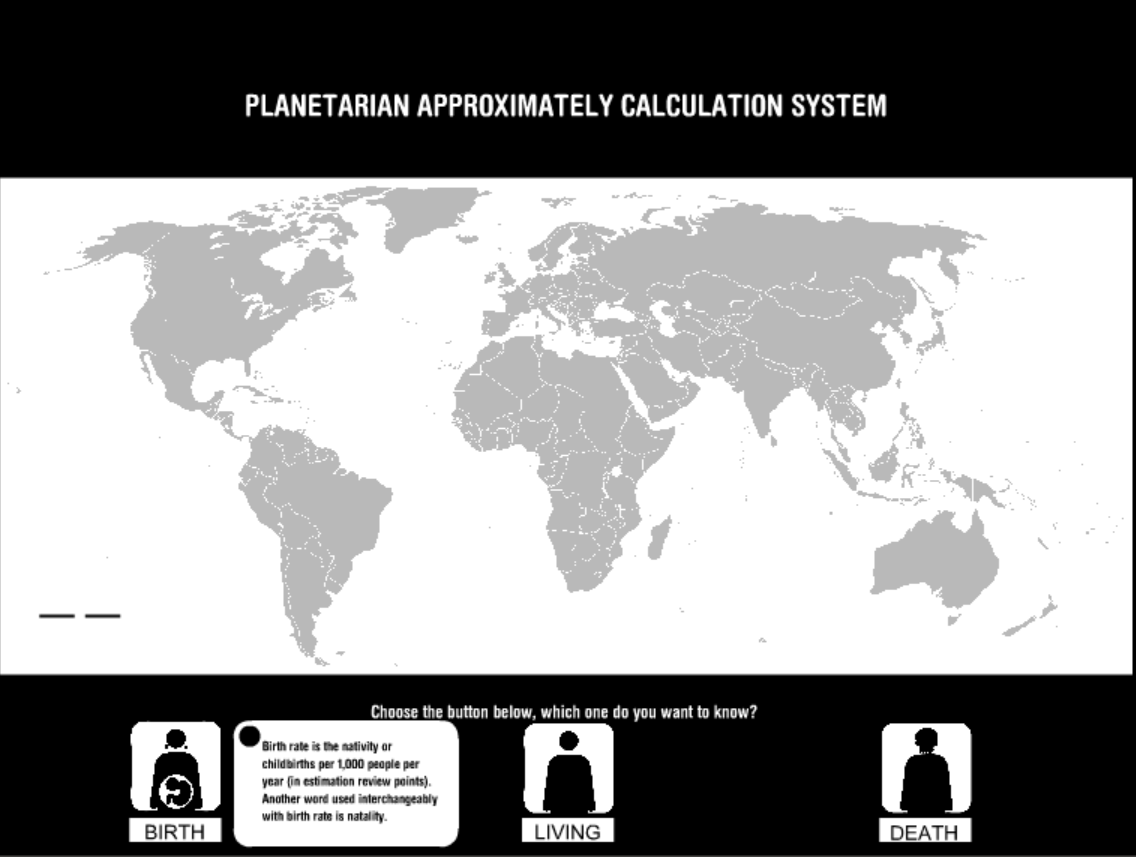 PLANETARIAN APPROXIMATELY CALCULATION SYSTEM
Choose the button below, which one do you want to know?
Birth rate is the nativity or
childbirths per 1,000 people per
year (in estimation review points).
Another word used interchangeably
with birth rate is natality.
BIRTH
LIVING
DEATH